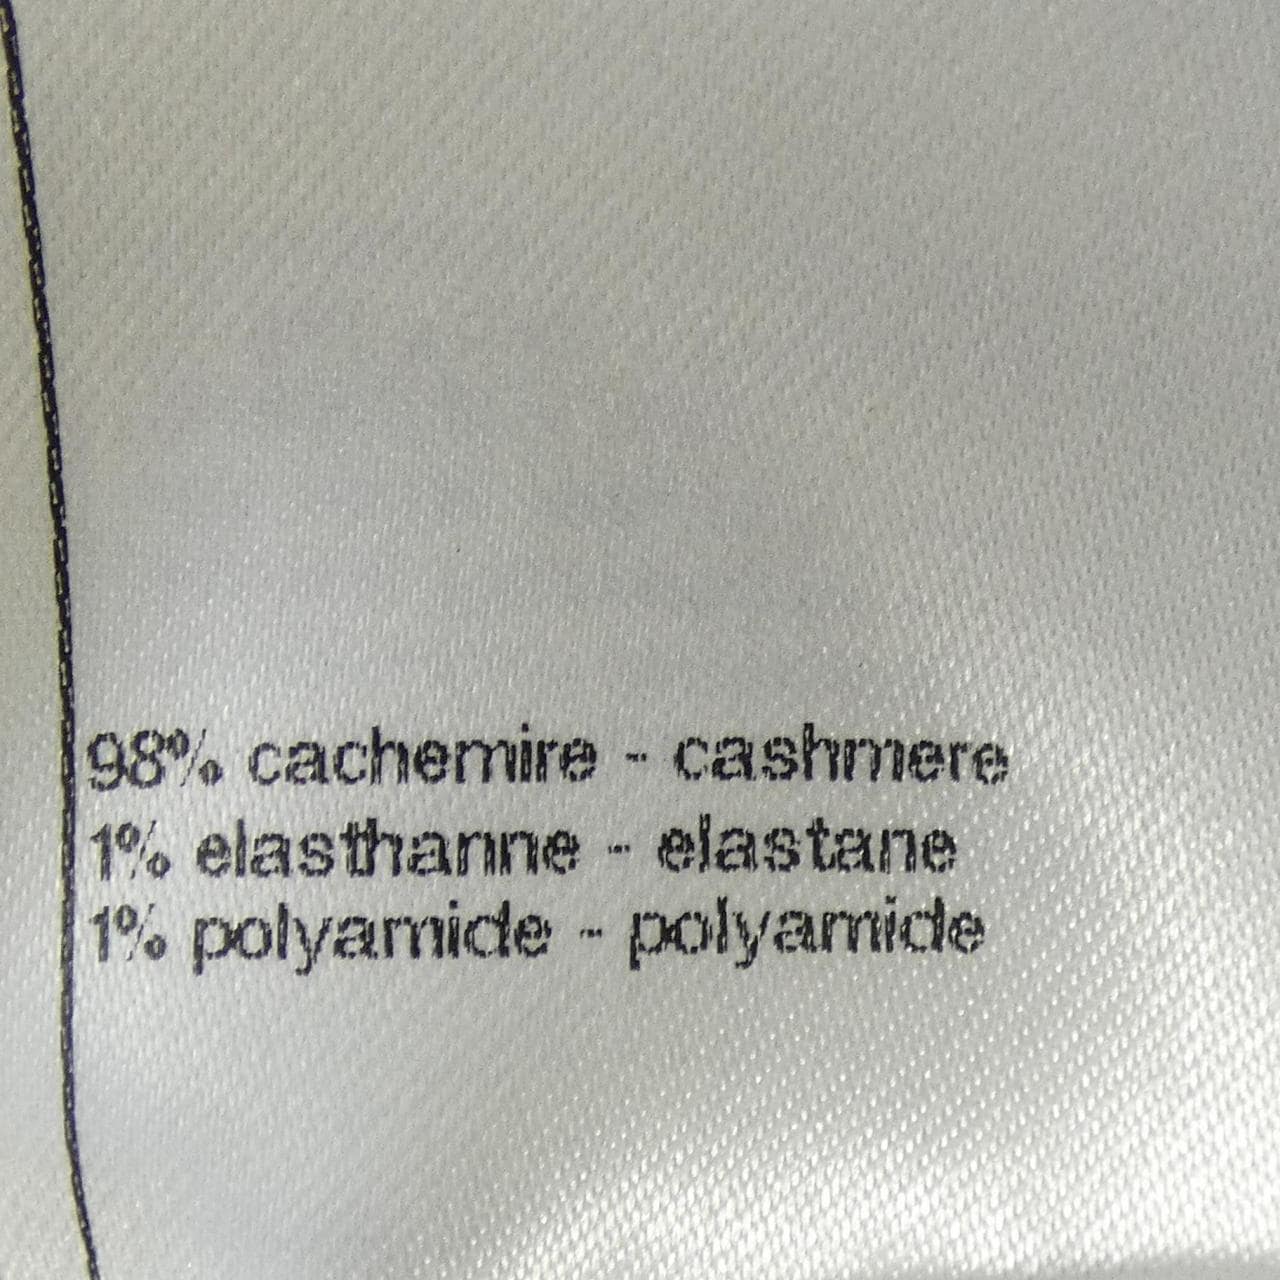 98% cachemire - cashmere
1% elasthanne - elastane
1% polyamide - polyamide